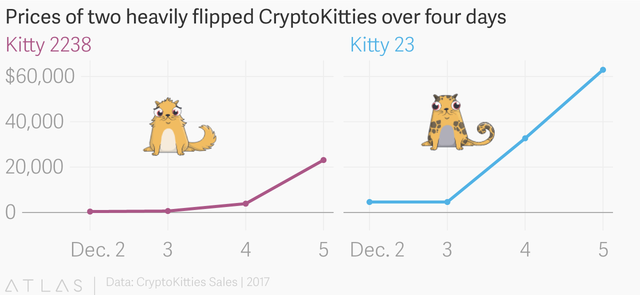 Prices of two heavily flipped CryptoKitties over four days
Kitty 2238 Kitty 23
$60,000
40,000
20,000
0
Dec. 2 3 4 5 Dec. 2 3 4 5
ATLAS | Data: CryptoKitties Sales | 2017